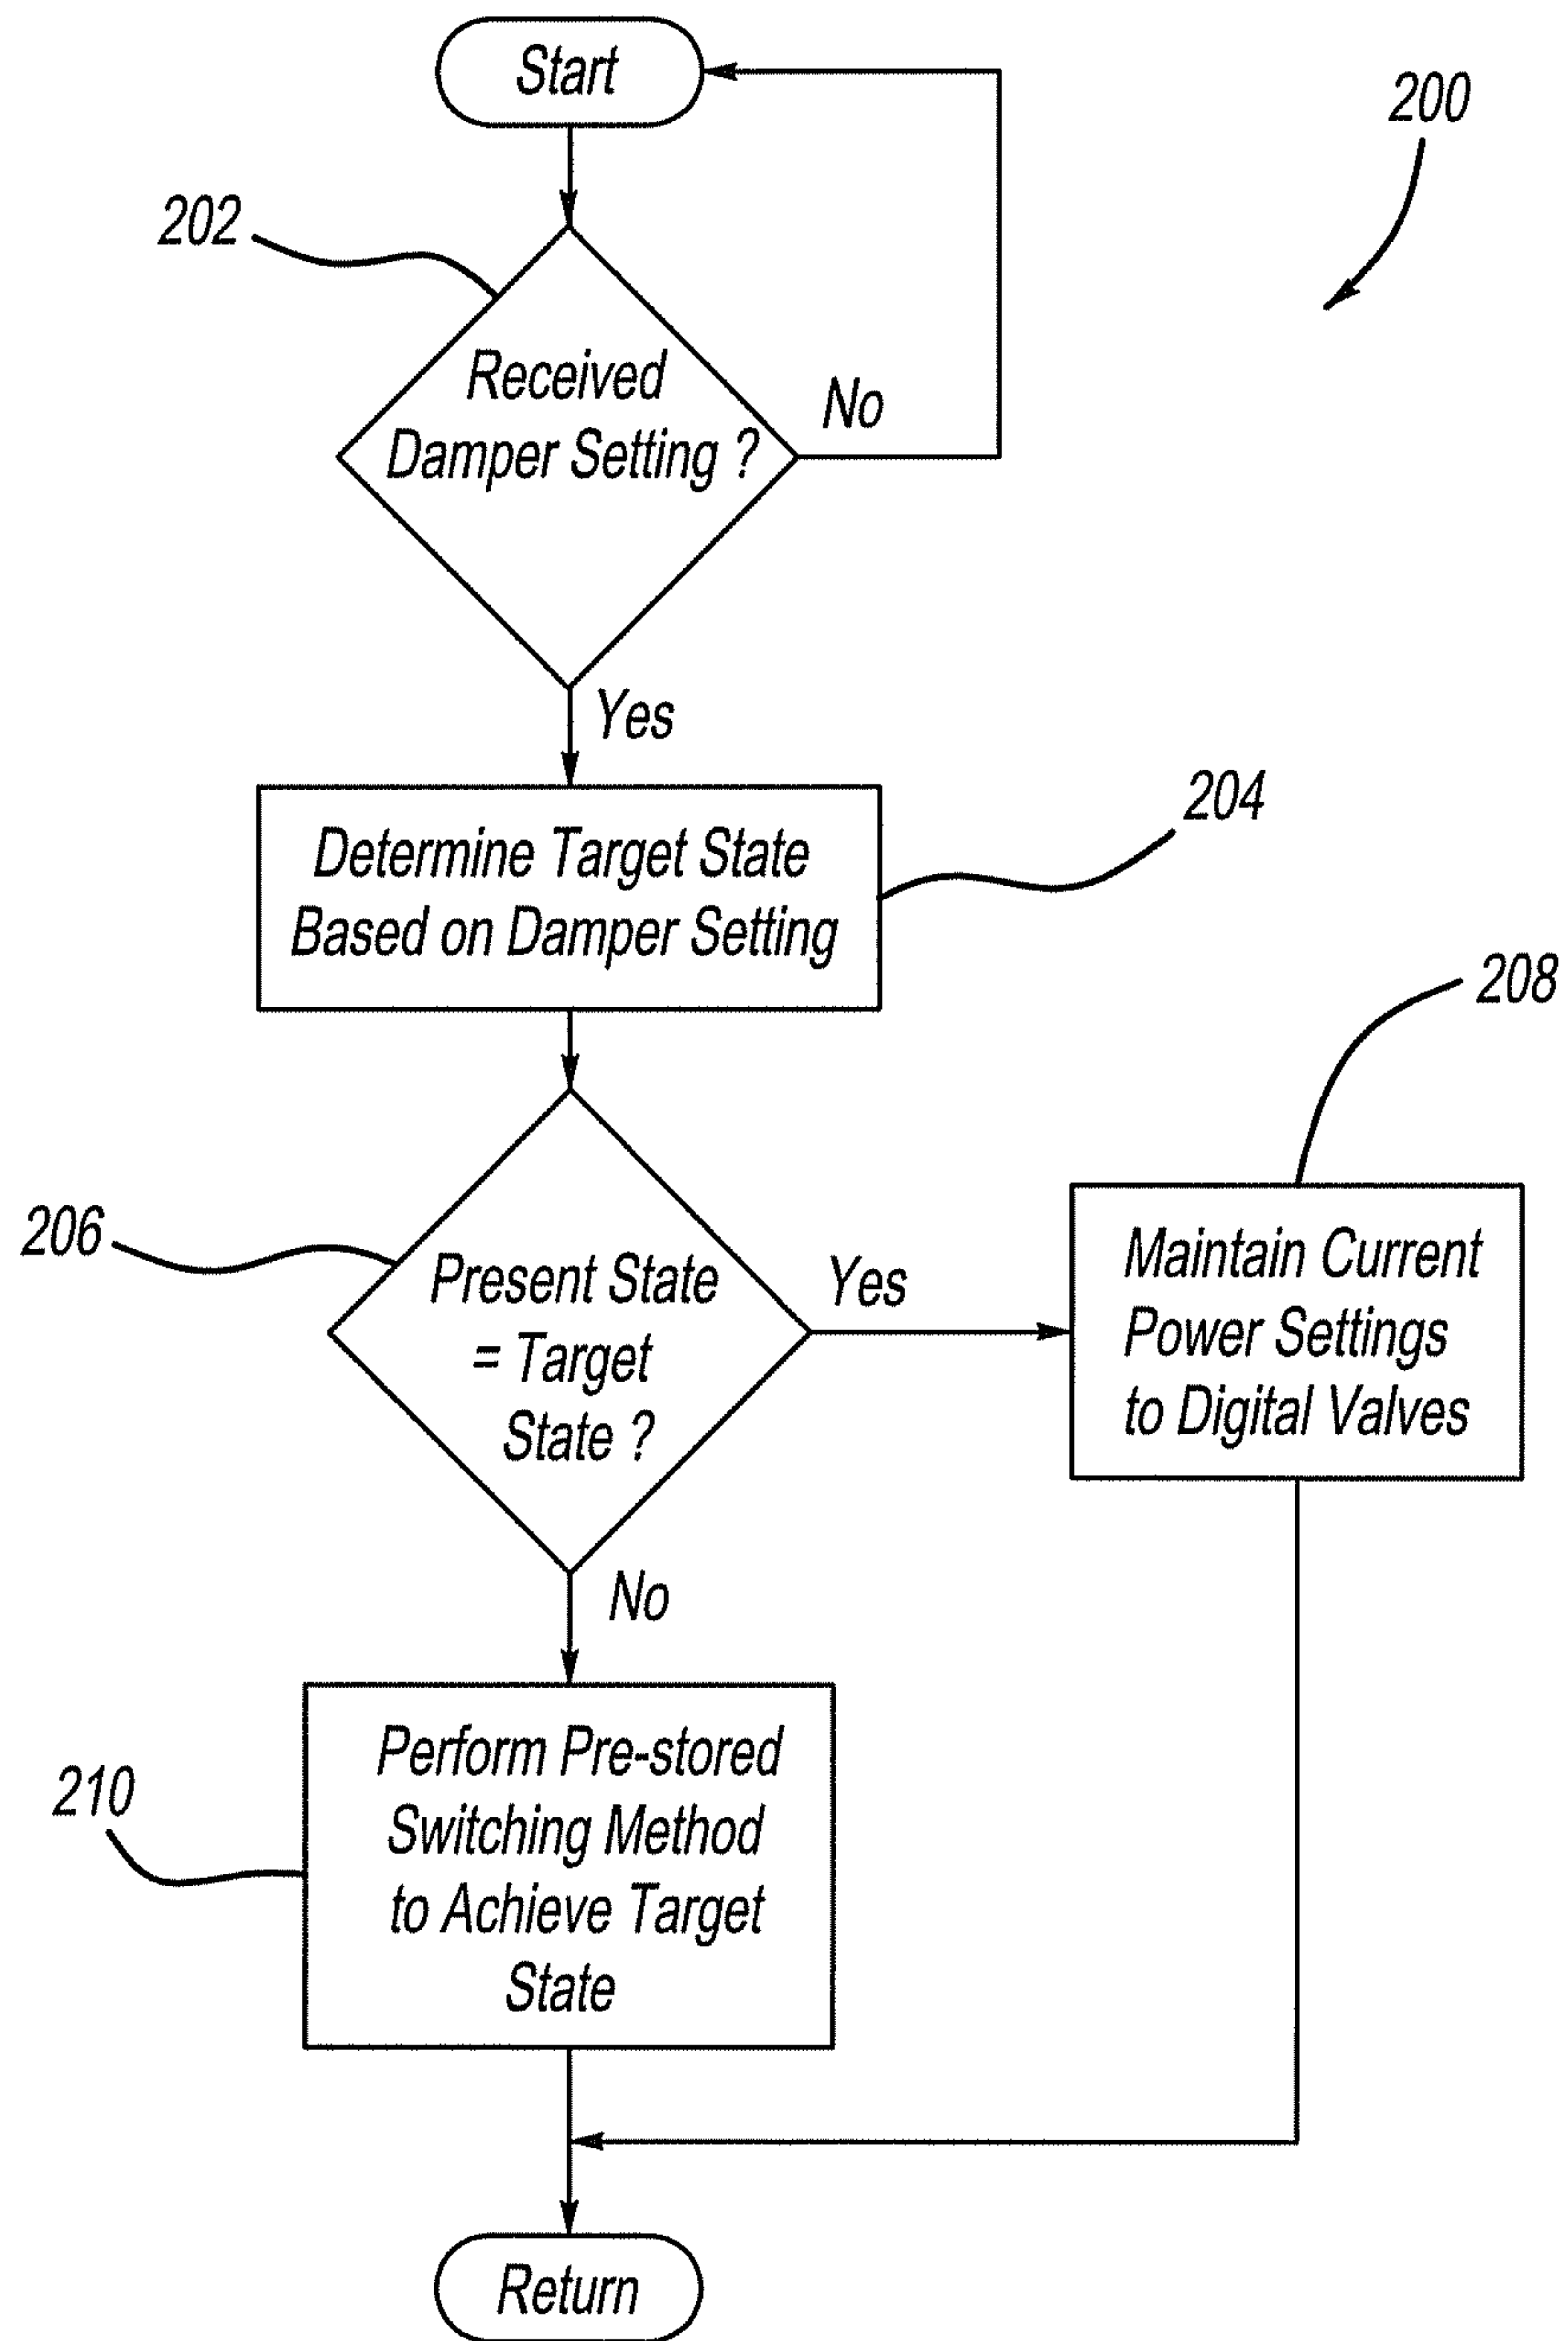 Start
200
202
Received
Damper Setting ?
No
Yes
204
Determine Target State
Based on Damper Setting
208
206
Present State
= Target
State ?
Yes
Maintain Current
Power Settings
to Digital Valves
No
210
Perform Pre-stored
Switching Method
to Achieve Target
State
Return